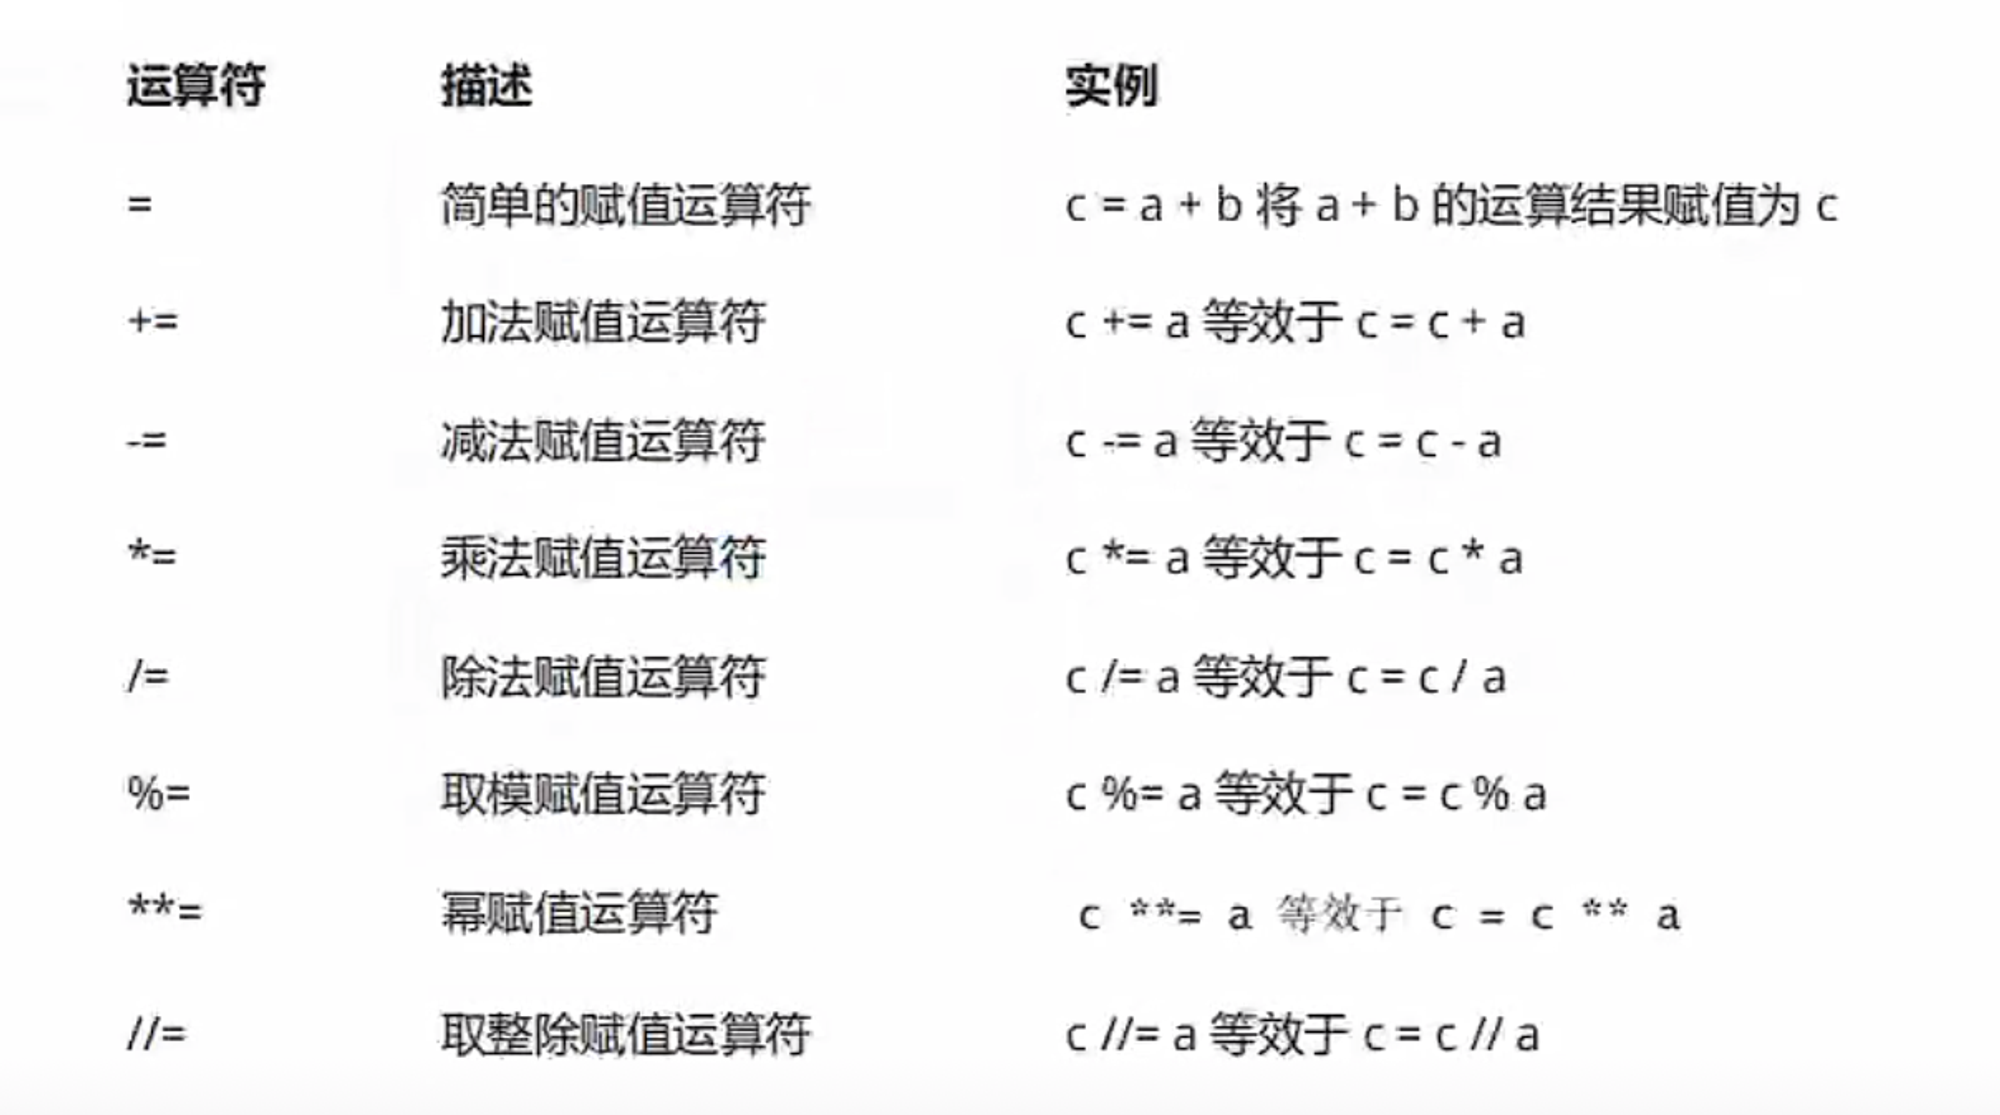 运算符 描述 实例
= 简单的赋值运算符 c = a + b 将 a + b 的运算结果赋值为 c
+= 加法赋值运算符 c += a 等效于 c = c + a
-= 减法赋值运算符 c -= a 等效于 c = c - a
*= 乘法赋值运算符 c *= a 等效于 c = c * a
/= 除法赋值运算符 c /= a 等效于 c = c / a
%= 取模赋值运算符 c %= a 等效于 c = c % a
**= 幂赋值运算符 c **= a 等效于 c = c ** a
//= 取整除赋值运算符 c //= a 等效于 c = c // a